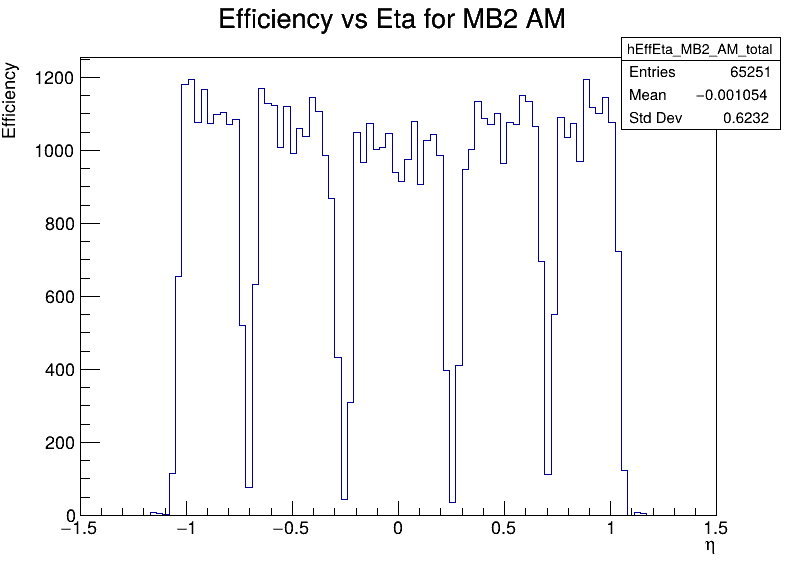 Efficiency vs Eta for MB2 AM
hEffEta_MB2_AM_total
Entries 65251
Mean −0.001054
Std Dev 0.6232
Efficiency
1200
1000
800
600
400
200
0
−1.5 −1 −0.5 0 0.5 1 1.5
η